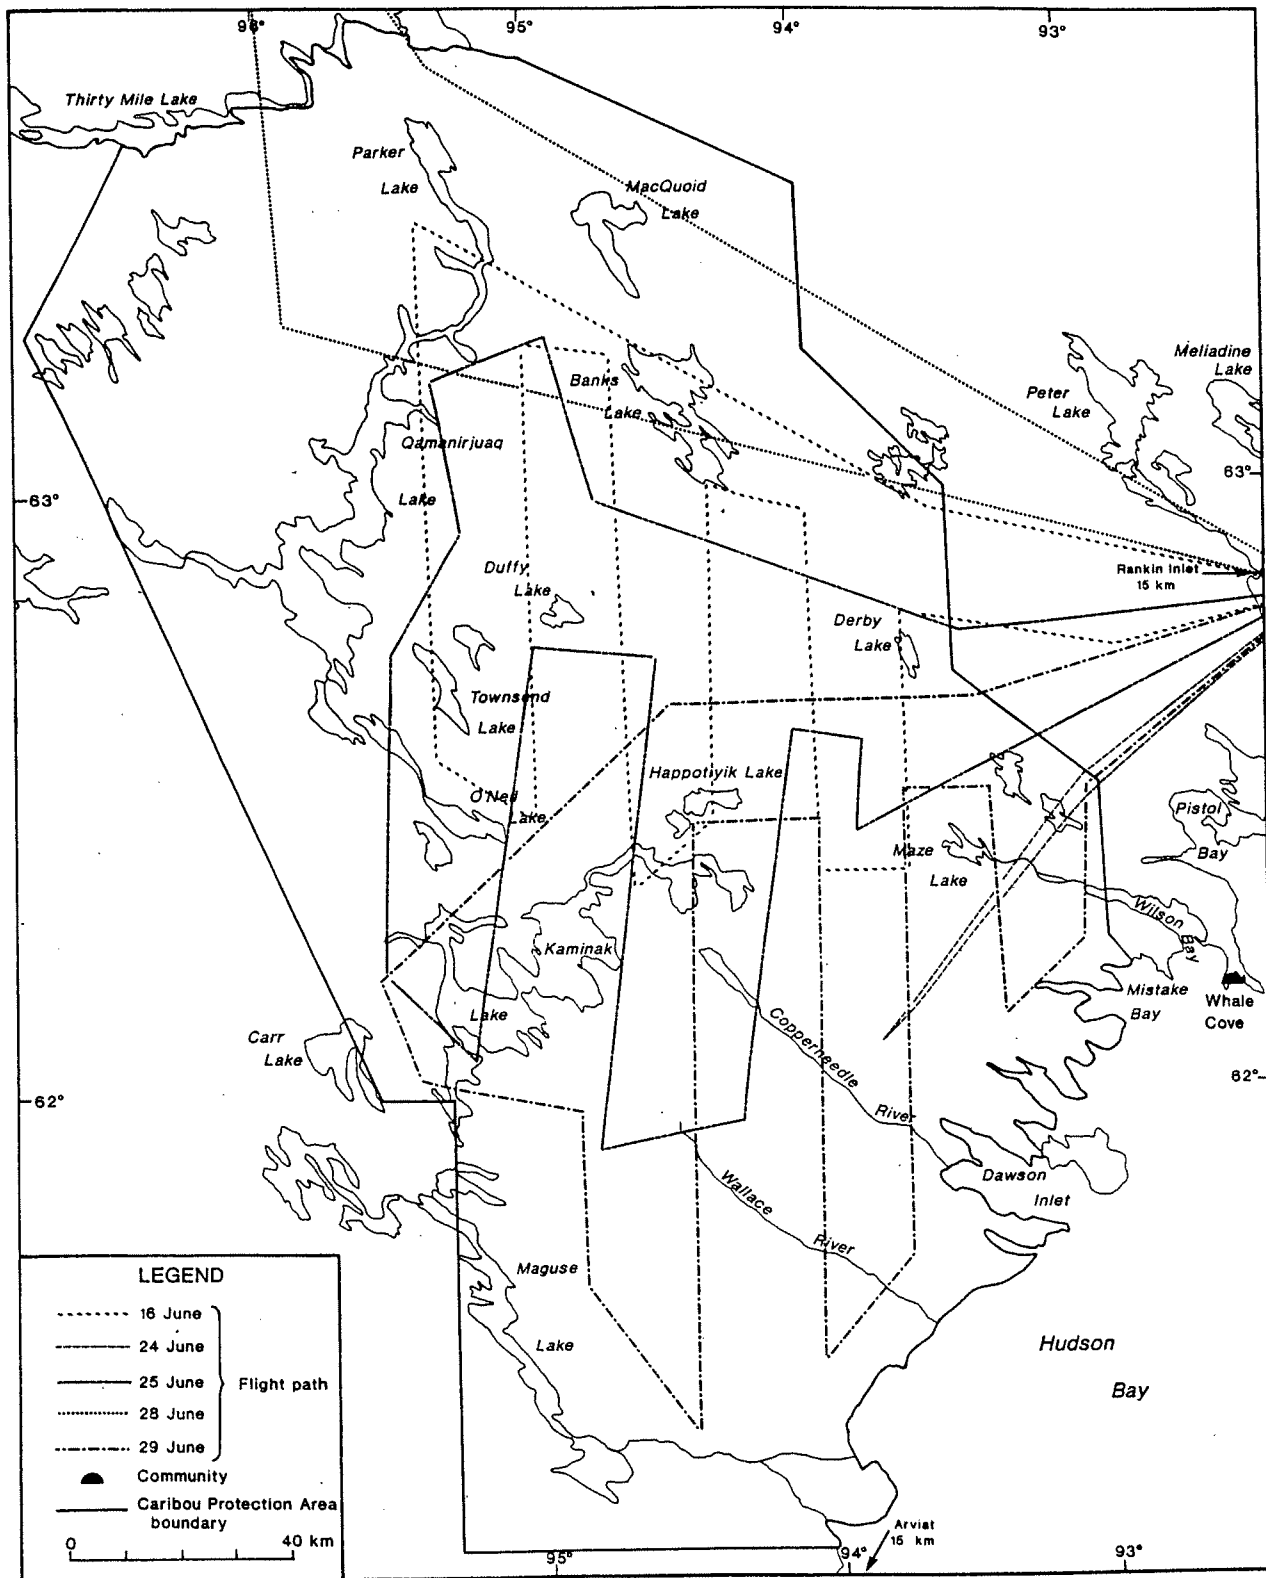 96°
95°
94°
93°
Thirty Mile Lake
Parker
Lake
MacQuoid
Lake
Meliadine
Lake
Peter
Lake
Banks
Lake
Qamanirjuaq
Lake
63°
63°
Duffy
Lake
Rankin Inlet
15 km
Derby
Lake
Townsend
Lake
Happotiyik Lake
O'Neil
Lake
Pistol
Bay
Maze
Lake
Wilson
Bay
Kaminak
Lake
Mistake
Bay
Whale
Cove
Carr
Lake
Copperneedle
River
62°
62°
Dawson
Inlet
Wallace
River
Maguse
Lake
Hudson
Bay
LEGEND
16 June
24 June
25 June
Flight path
28 June
29 June
Community
Caribou Protection Area
boundary
0 40 km
Arviat
15 km
95°
94°
93°